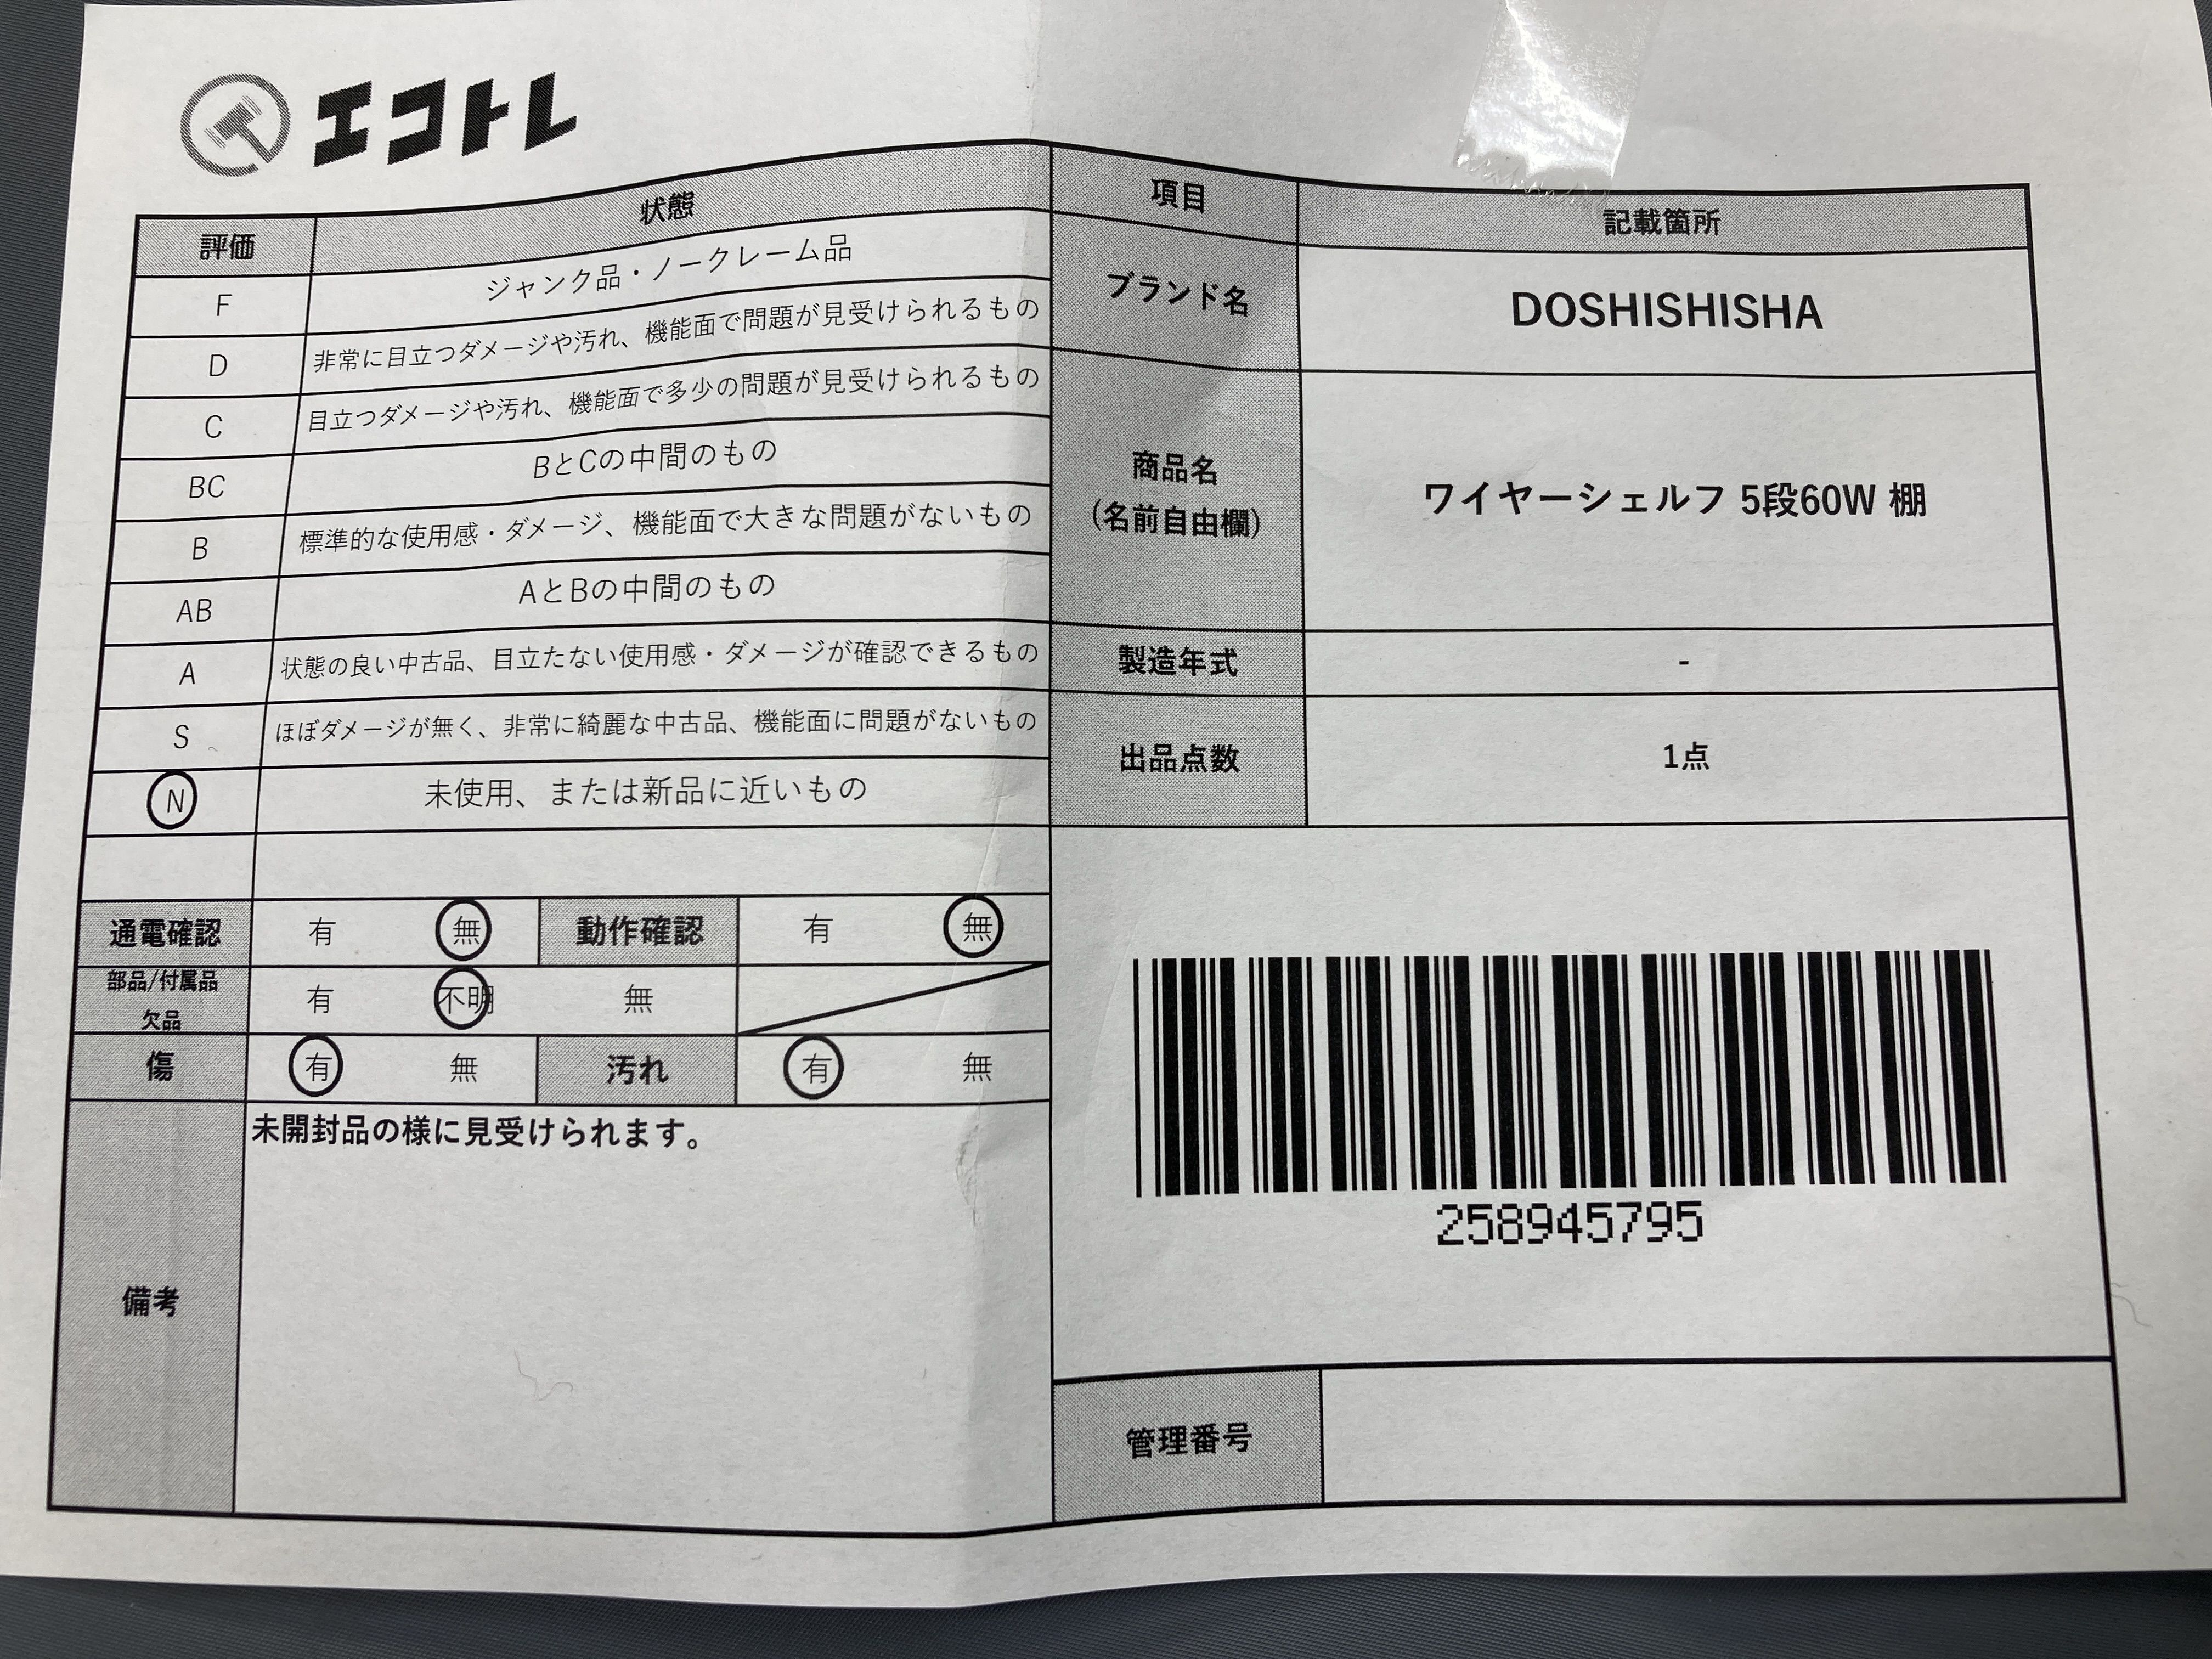 エコトレ
評価 状態
F ジャンク品・ノークレーム品
D 非常に目立つダメージや汚れ、機能面で問題が見受けられるもの
C 目立つダメージや汚れ、機能面で多少の問題が見受けられるもの
BC BとCの中間のもの
B 標準的な使用感・ダメージ、機能面で大きな問題がないもの
AB AとBの中間のもの
A 状態の良い中古品、目立たない使用感・ダメージが確認できるもの
S ほぼダメージが無く、非常に綺麗な中古品、機能面に問題がないもの
N 未使用、または新品に近いもの
通電確認 有 無 動作確認 有 無
部品/付属品
欠品 有 不明 無
傷 有 無 汚れ 有 無
備考 未開封品の様に見受けられます。
項目 記載箇所
ブランド名 DOSHISHISHA
商品名
(名前自由欄) ワイヤーシェルフ 5段60W 棚
製造年式 -
出品点数 1点
258945795
管理番号